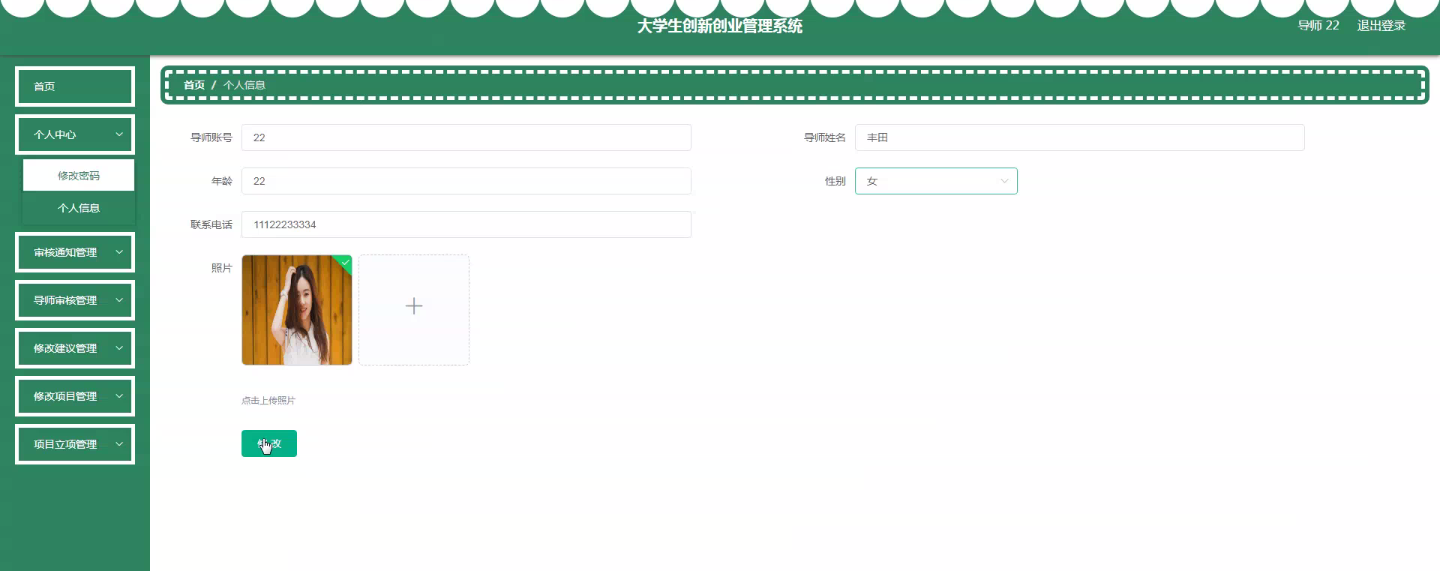 大学生创新创业管理系统
导师 22 退出登录
首页
个人中心
修改密码
个人信息
审核通知管理
导师审核管理
修改建议管理
修改项目管理
项目立项管理
首页 / 个人信息
导师账号 22
导师姓名 丰田
年龄 22
性别 女
联系电话 11122233334
照片
点击上传照片
改